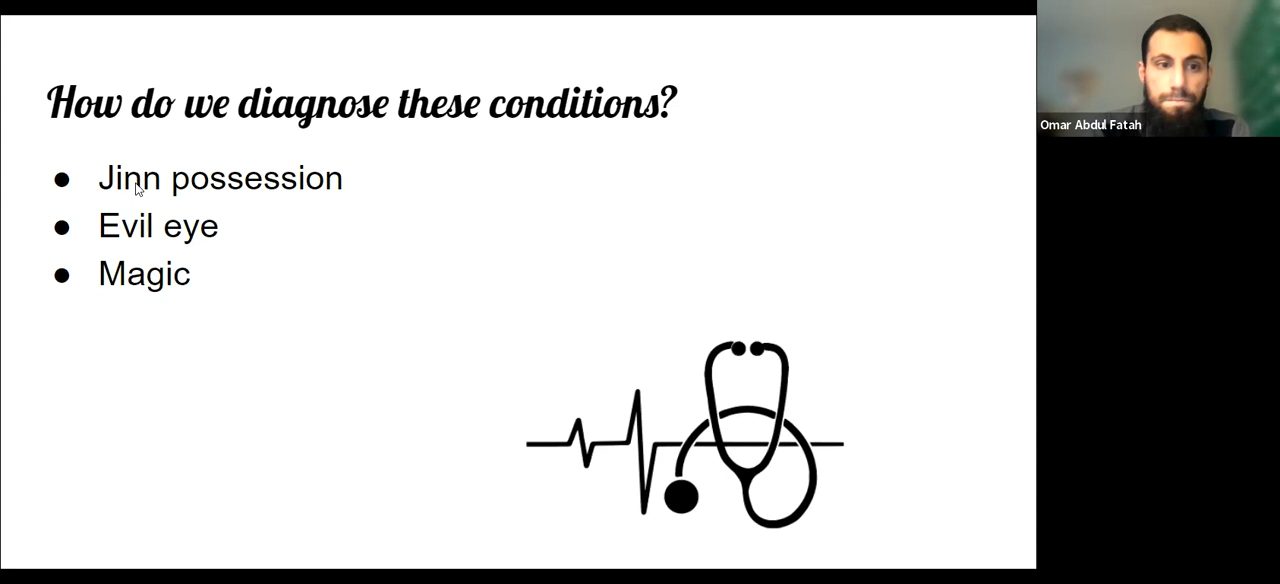 How do we diagnose these conditions?
● Jinn possession
● Evil eye
● Magic
Omar Abdul Fatah